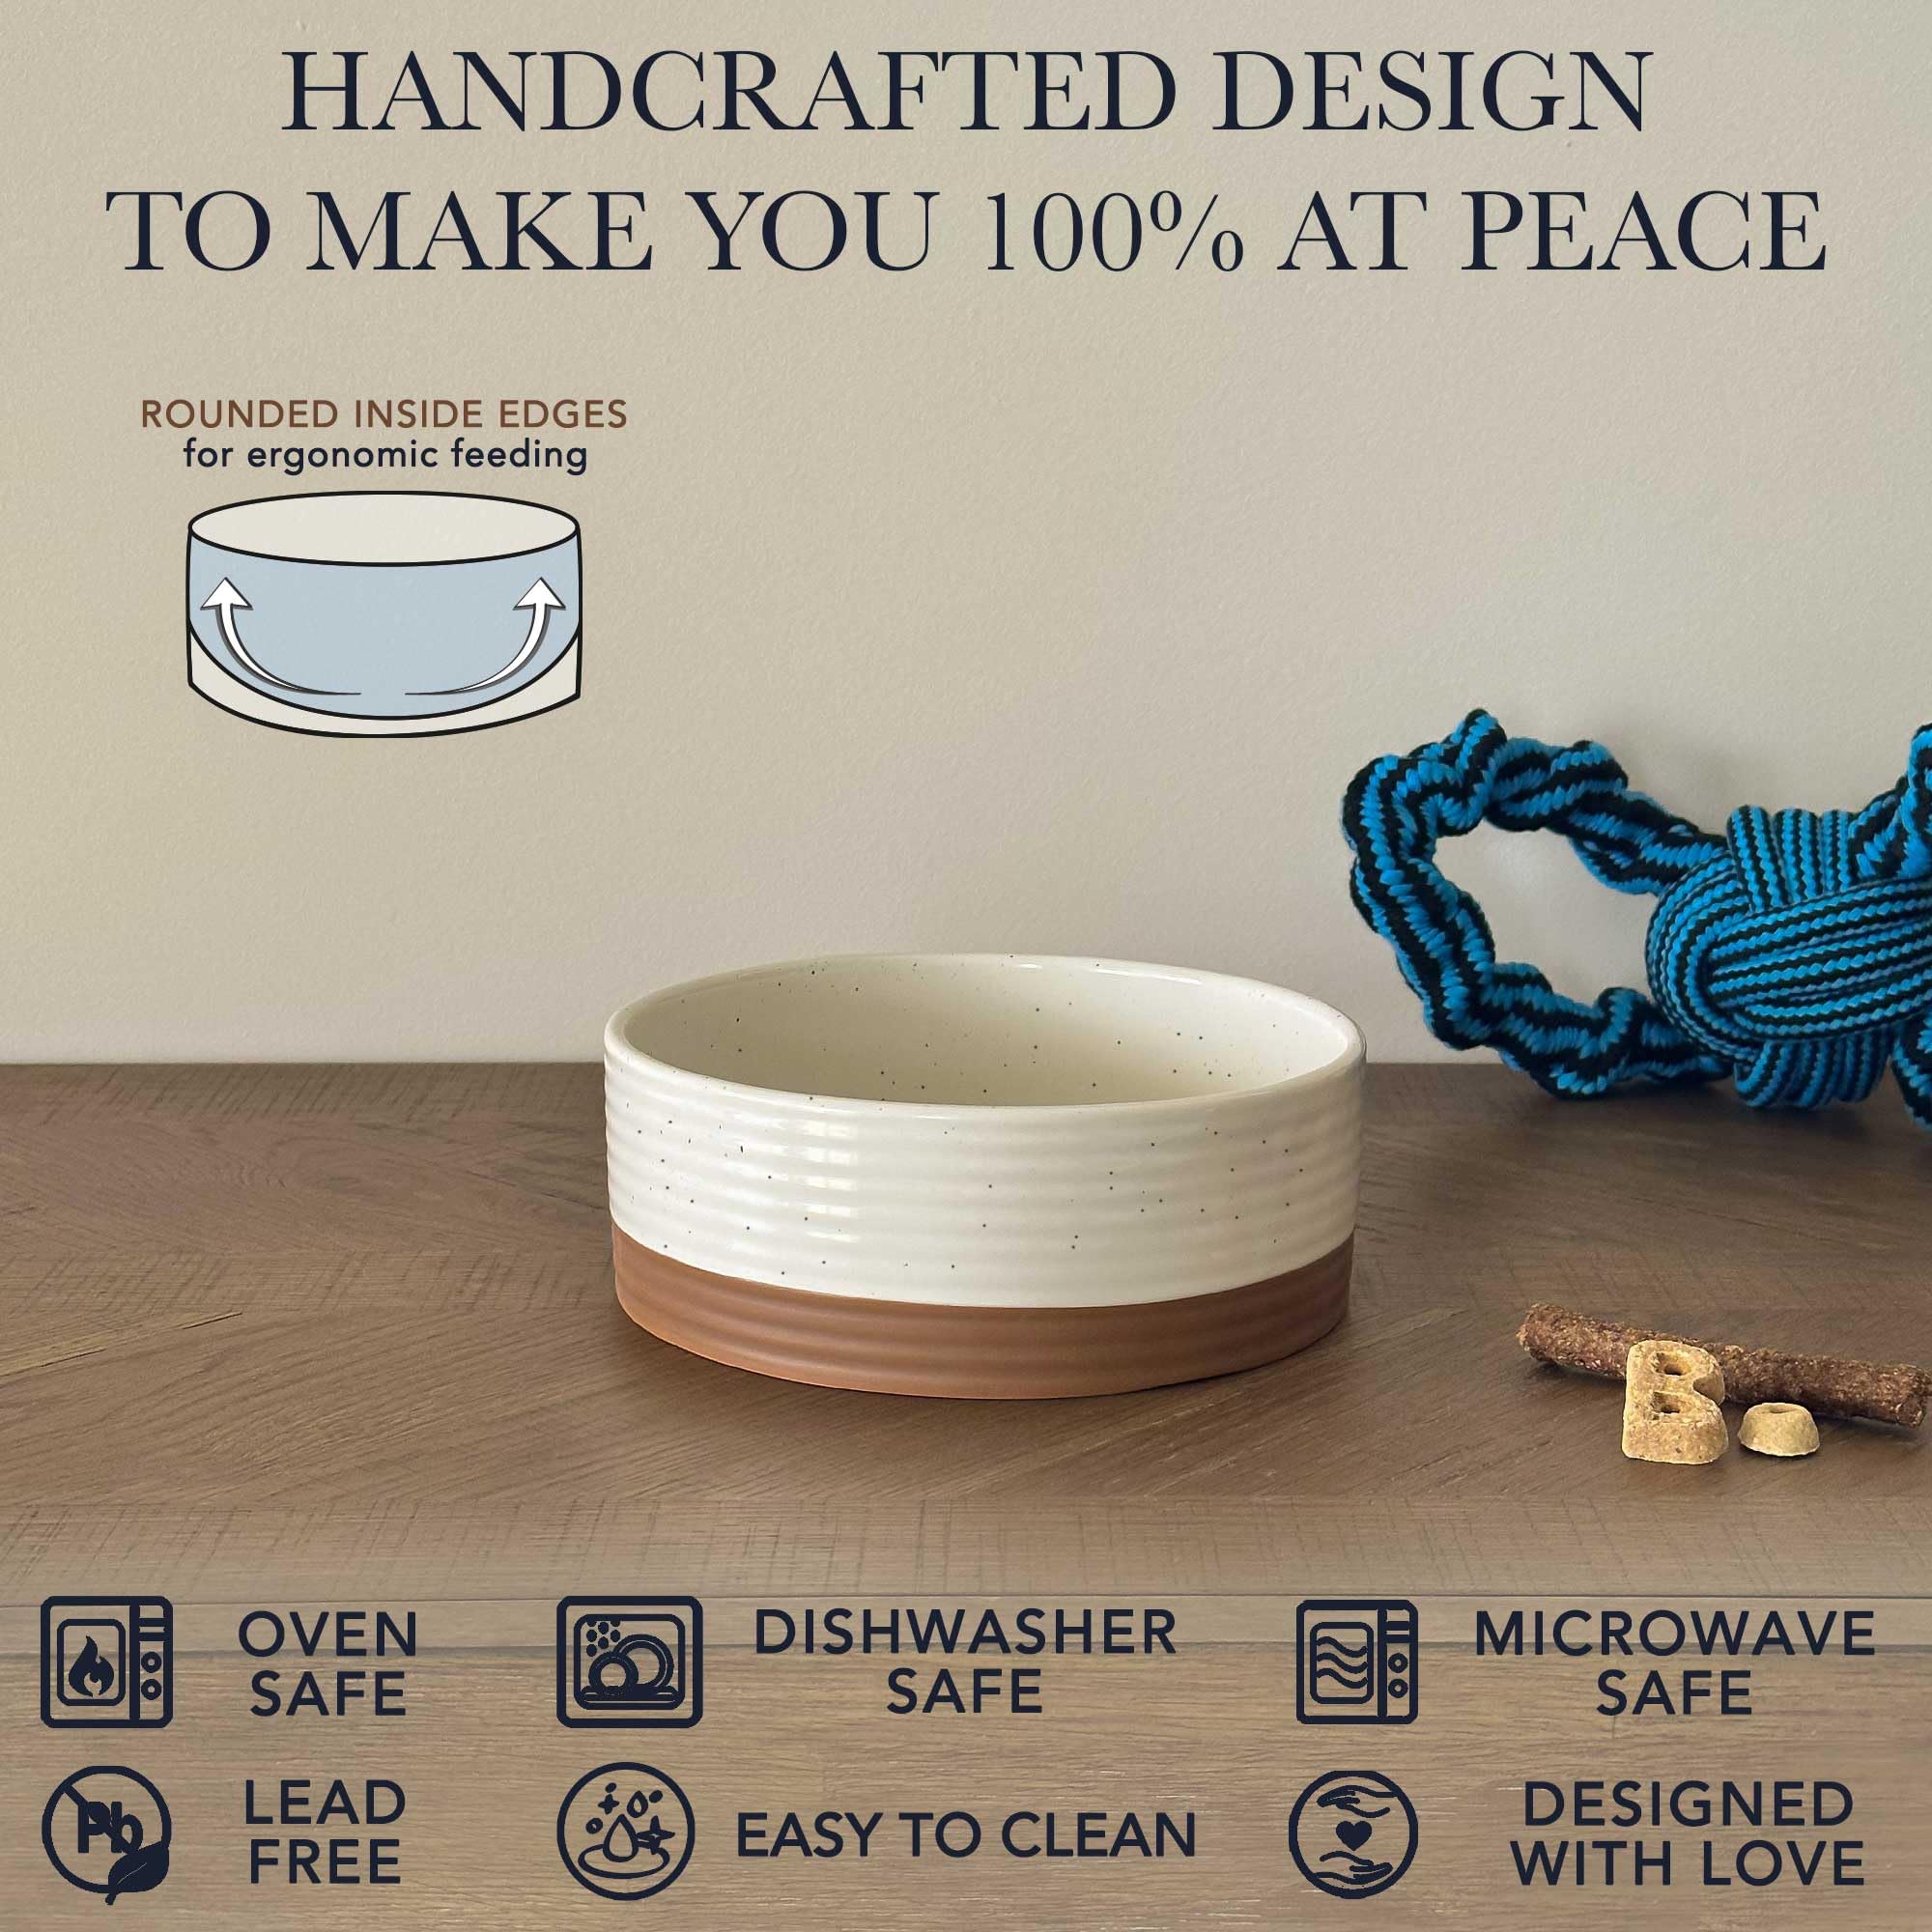 HANDCRAFTED DESIGN
TO MAKE YOU 100% AT PEACE
ROUNDED INSIDE EDGES
for ergonomic feeding
B
OVEN
SAFE
DISHWASHER
SAFE
MICROWAVE
SAFE
Pb
LEAD
FREE
EASY TO CLEAN
DESIGNED
WITH LOVE